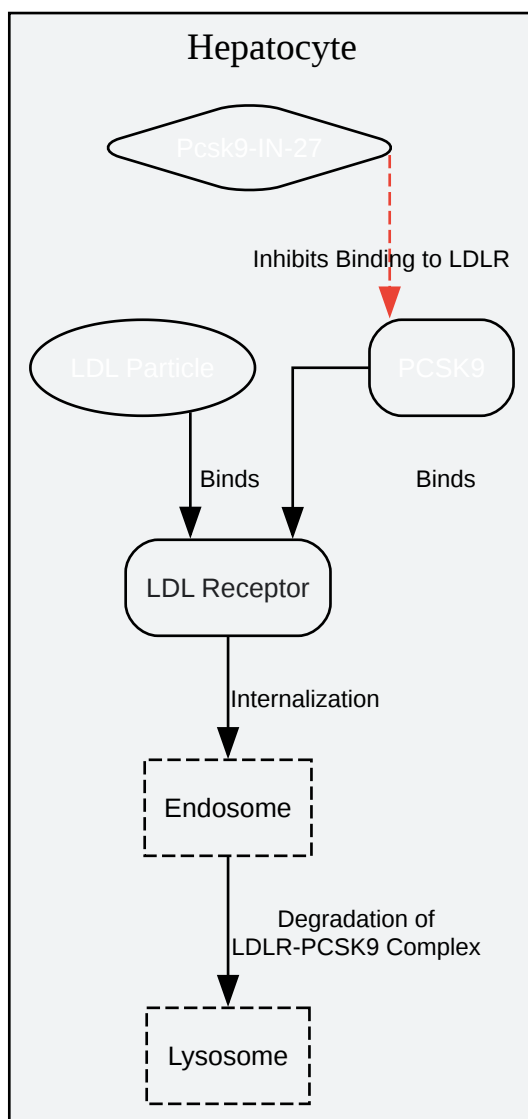 Hepatocyte
Pcsk9-IN-27
Inhibits Binding to LDLR
LDL Particle
PCSK9
Binds
Binds
LDL Receptor
Internalization
Endosome
Degradation of
LDLR-PCSK9 Complex
Lysosome